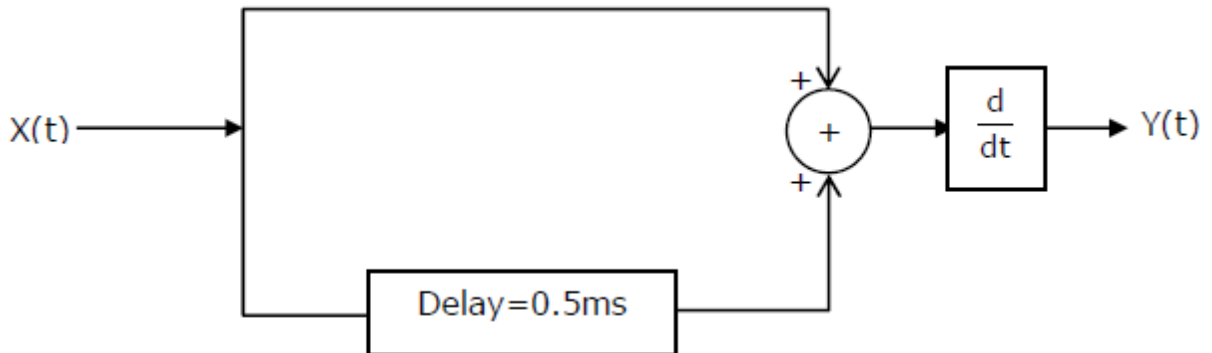 X(t)
+
+
+
d
dt
Y(t)
Delay=0.5ms